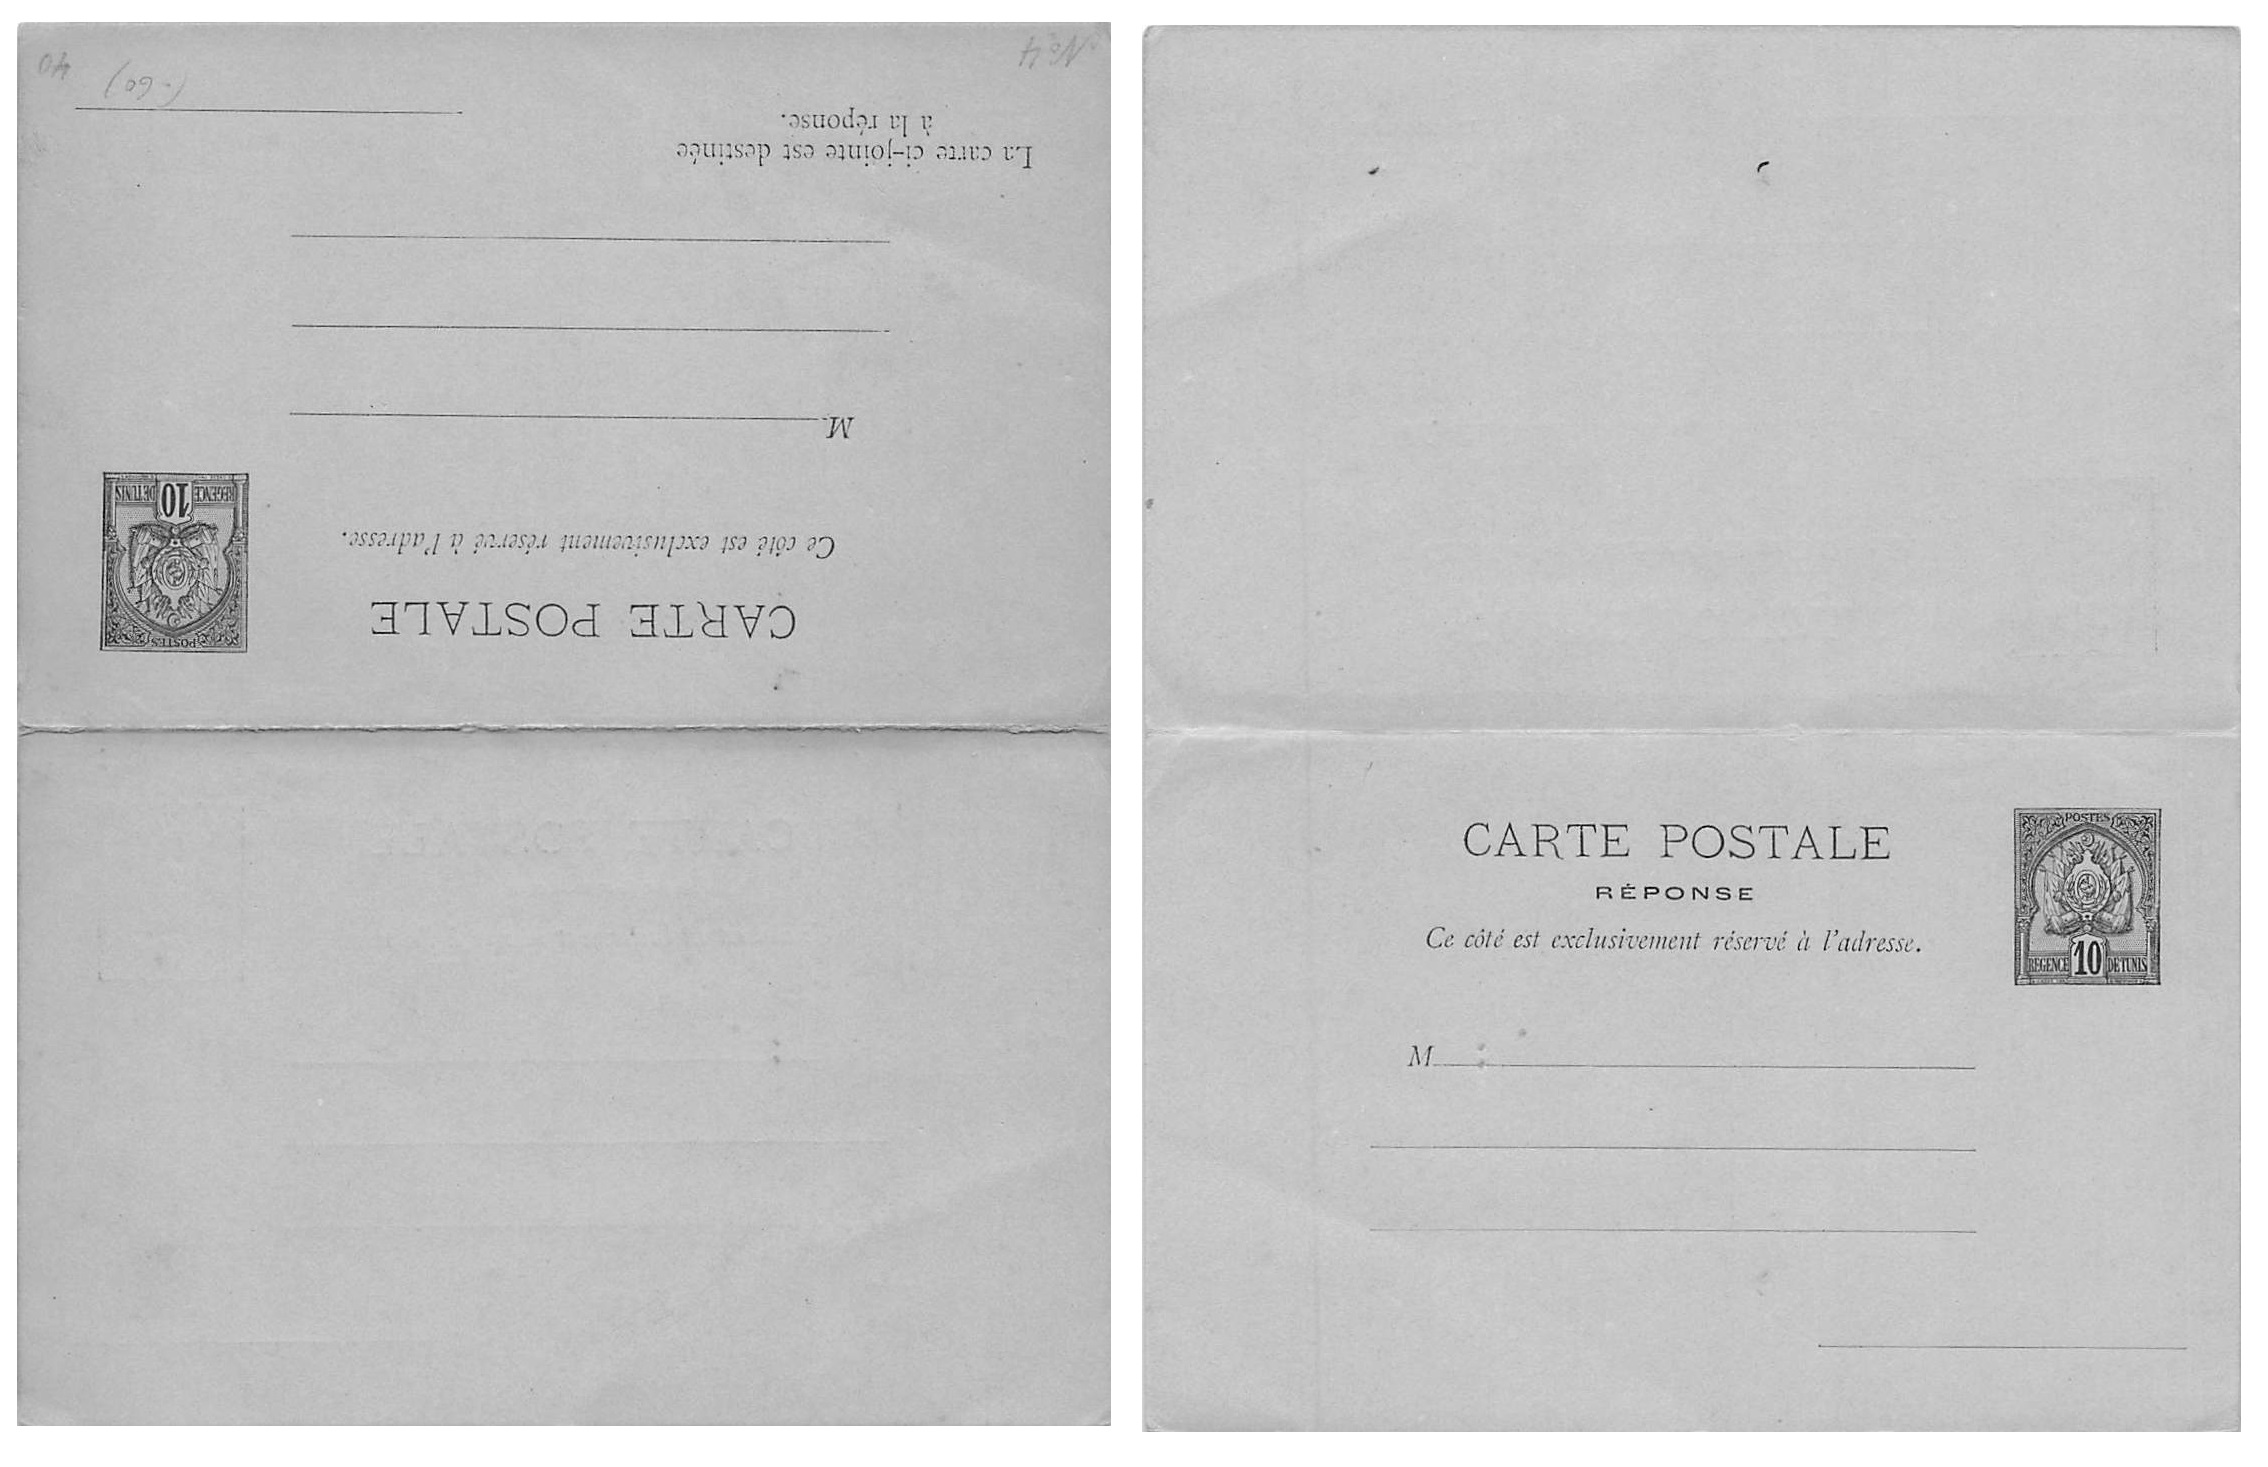 No 4
(-60)
40
CARTE POSTALE
Ce côté est exclusivement réservé à l'adresse.
POSTES
REGENCE 10 DE TUNIS
M.
La carte ci-jointe est destinée
à la réponse.
CARTE POSTALE
RÉPONSE
Ce côté est exclusivement réservé à l'adresse.
POSTES
REGENCE 10 DE TUNIS
M